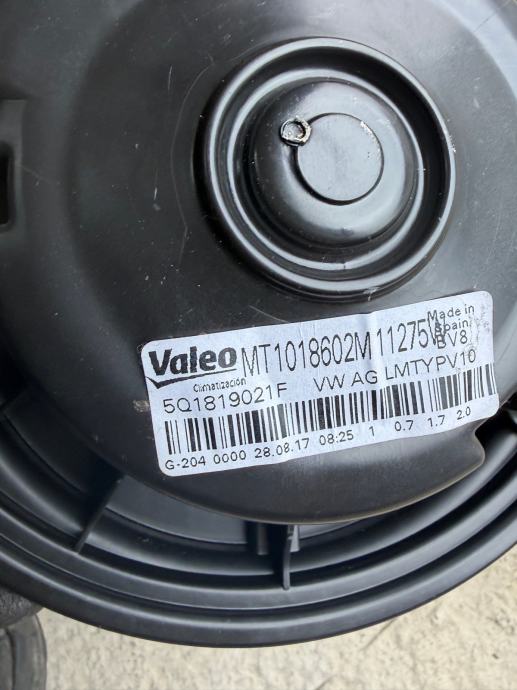 Valeo MT1018602M11275W Made in Spain
Climatización BV8
5Q1819021F VW AG LMTYPV10
G-204 0000 28.08.17 08:25 1 0.7 1.7 2.0